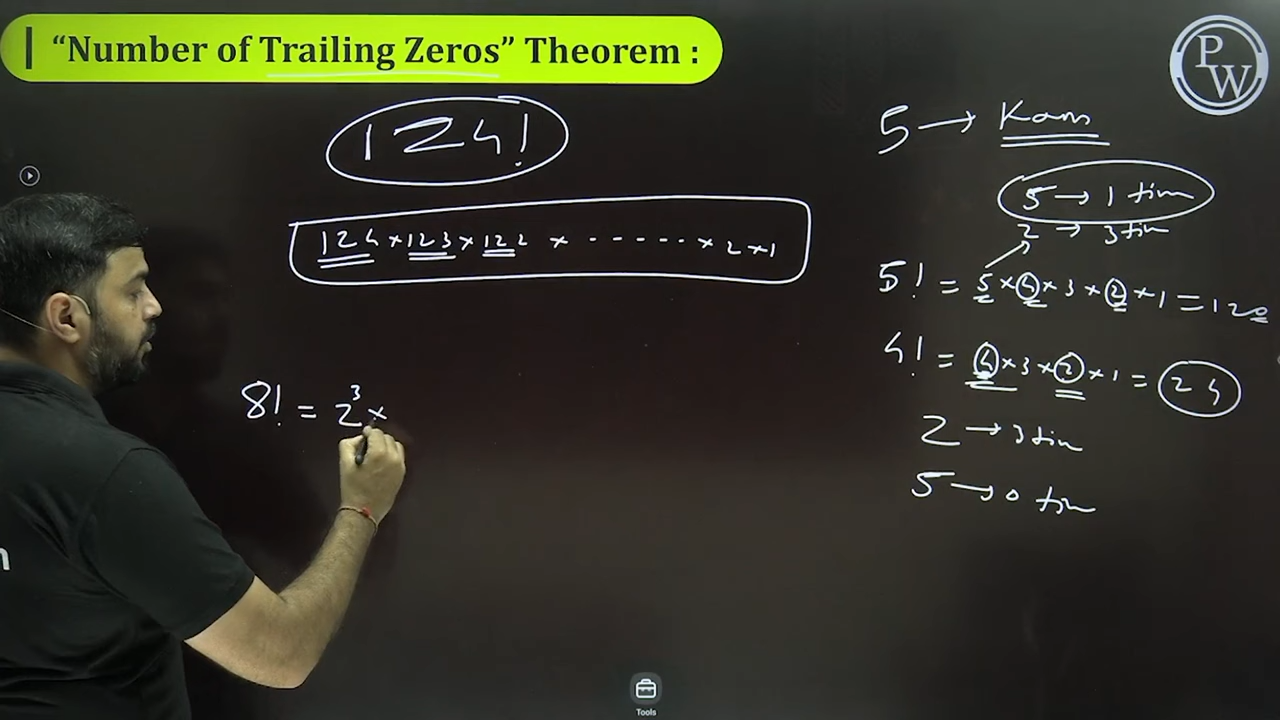 "Number of Trailing Zeros" Theorem :
PW
124!
124 × 123 × 122 × ...... × 2 × 1
8! = 2³ ×
5 → Kam
5 → 1 tim
2 → 3 tim
5! = 5 × 4 × 3 × 2 × 1 = 120
4! = 4 × 3 × 2 × 1 = 24
2 → 3 tim
5 → 0 tim
Tools